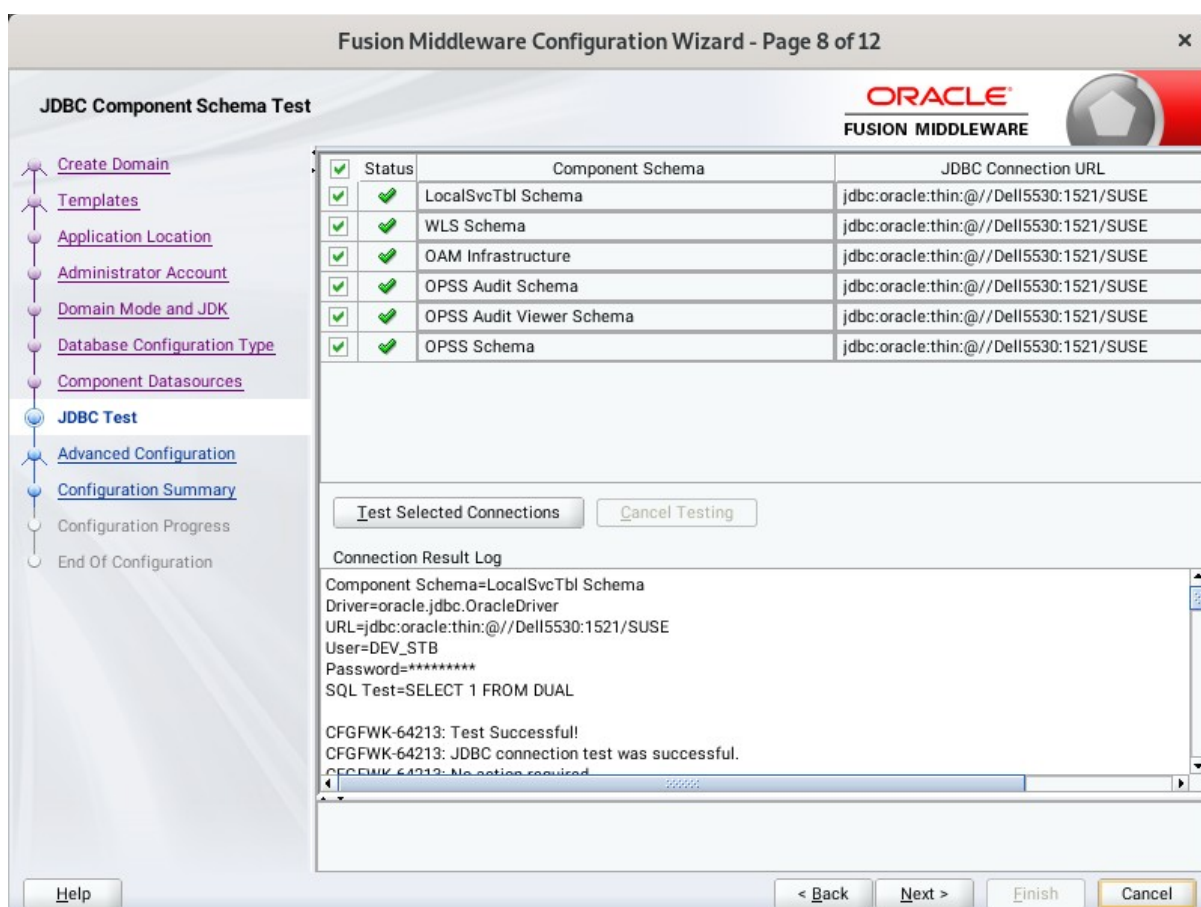 Fusion Middleware Configuration Wizard - Page 8 of 12
JDBC Component Schema Test
ORACLE
FUSION MIDDLEWARE
Create Domain
Templates
Application Location
Administrator Account
Domain Mode and JDK
Database Configuration Type
Component Datasources
JDBC Test
Advanced Configuration
Configuration Summary
Configuration Progress
End Of Configuration
Status Component Schema JDBC Connection URL
LocalSvcTbl Schema jdbc:oracle:thin:@//Dell5530:1521/SUSE
WLS Schema jdbc:oracle:thin:@//Dell5530:1521/SUSE
OAM Infrastructure jdbc:oracle:thin:@//Dell5530:1521/SUSE
OPSS Audit Schema jdbc:oracle:thin:@//Dell5530:1521/SUSE
OPSS Audit Viewer Schema jdbc:oracle:thin:@//Dell5530:1521/SUSE
OPSS Schema jdbc:oracle:thin:@//Dell5530:1521/SUSE
Test Selected Connections Cancel Testing
Connection Result Log
Component Schema=LocalSvcTbl Schema
Driver=oracle.jdbc.OracleDriver
URL=jdbc:oracle:thin:@//Dell5530:1521/SUSE
User=DEV_STB
Password=*********
SQL Test=SELECT 1 FROM DUAL
CFGFWK-64213: Test Successful!
CFGFWK-64213: JDBC connection test was successful.
CFGFWK-64213: No action required
Help < Back Next > Finish Cancel